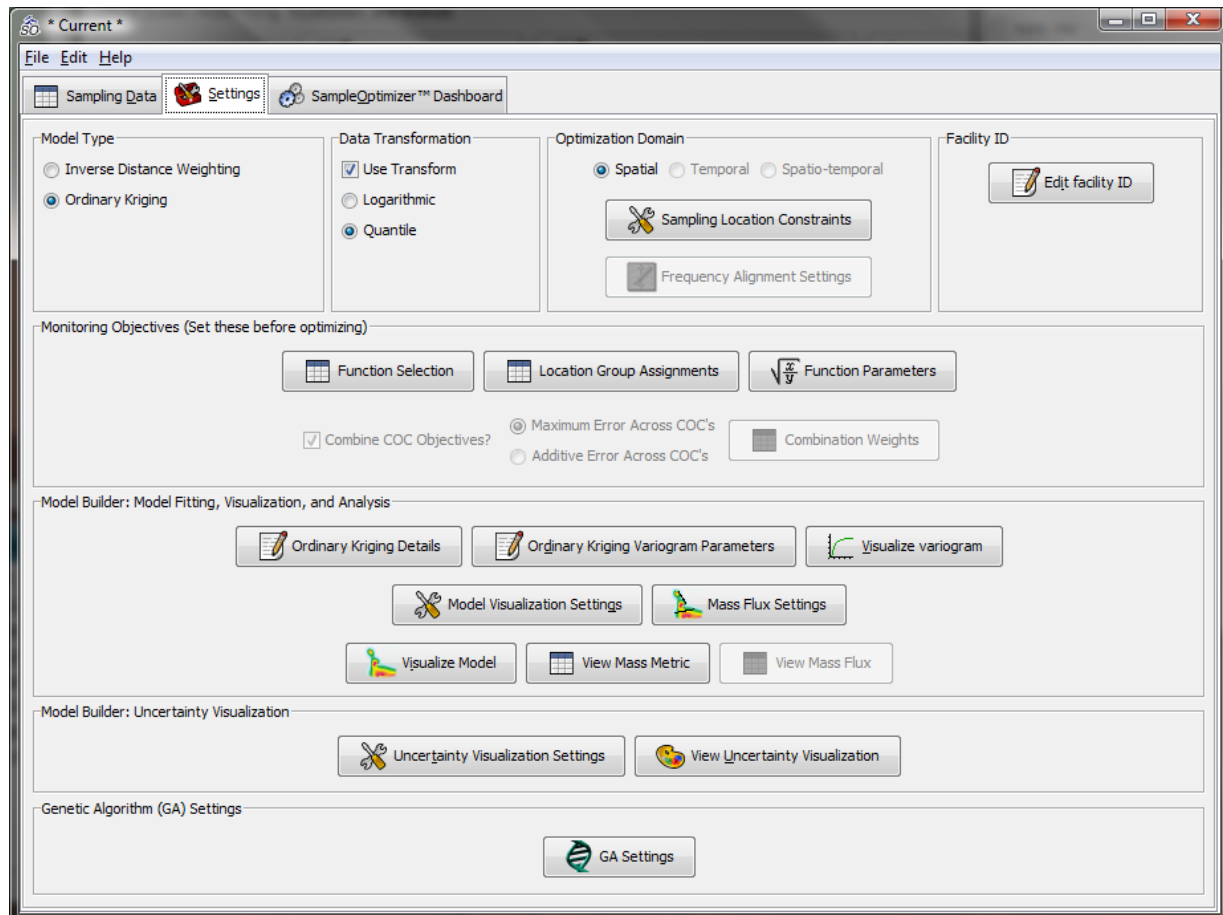 SO * Current *
File Edit Help
Sampling Data Settings SampleOptimizer™ Dashboard
Model Type
Inverse Distance Weighting
Ordinary Kriging
Data Transformation
Use Transform
Logarithmic
Quantile
Optimization Domain
Spatial Temporal Spatio-temporal
Sampling Location Constraints
Frequency Alignment Settings
Facility ID
Edit facility ID
Monitoring Objectives (Set these before optimizing)
Function Selection Location Group Assignments √x/y Function Parameters
Combine COC Objectives?
Maximum Error Across COC's
Additive Error Across COC's
Combination Weights
Model Builder: Model Fitting, Visualization, and Analysis
Ordinary Kriging Details Ordinary Kriging Variogram Parameters Visualize variogram
Model Visualization Settings Mass Flux Settings
Visualize Model View Mass Metric View Mass Flux
Model Builder: Uncertainty Visualization
Uncertainty Visualization Settings View Uncertainty Visualization
Genetic Algorithm (GA) Settings
GA Settings